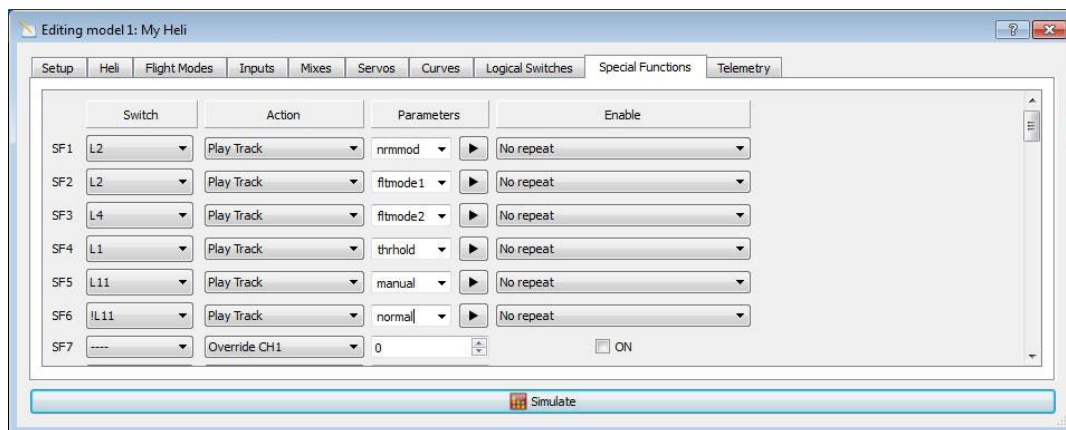 Editing model 1: My Heli
Setup Heli Flight Modes Inputs Mixes Servos Curves Logical Switches Special Functions Telemetry
Switch Action Parameters Enable
SF1 L2 Play Track nrmmod No repeat
SF2 L2 Play Track fltmode1 No repeat
SF3 L4 Play Track fltmode2 No repeat
SF4 L1 Play Track thrhold No repeat
SF5 L11 Play Track manual No repeat
SF6 !L11 Play Track normal No repeat
SF7 ---- Override CH1 0 ON
Simulate